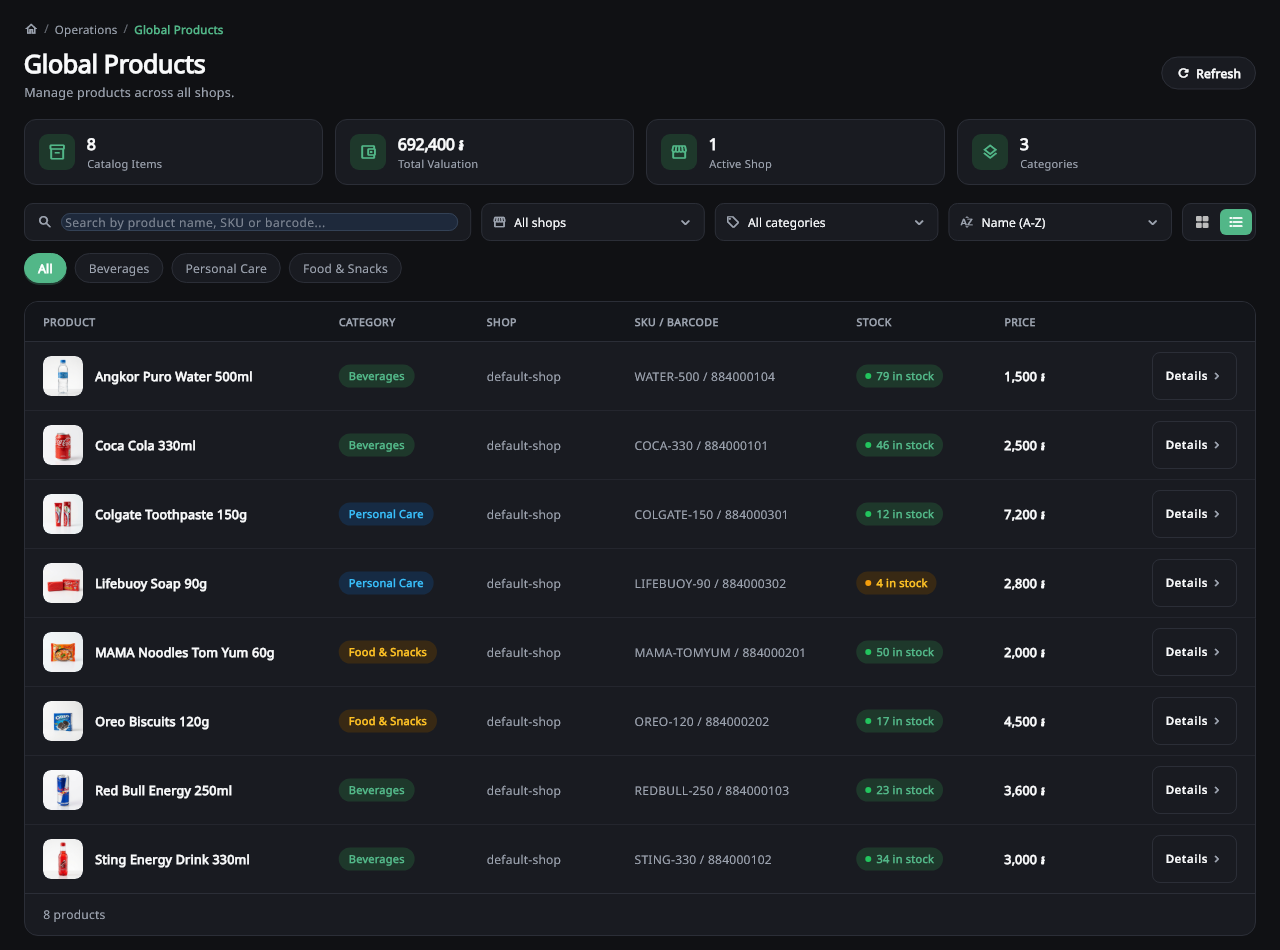 / Operations / Global Products
Global Products
Manage products across all shops.
Refresh
8
Catalog Items
692,400 ៛
Total Valuation
1
Active Shop
3
Categories
Search by product name, SKU or barcode...
All shops
All categories
Name (A-Z)
All
Beverages
Personal Care
Food & Snacks
PRODUCT CATEGORY SHOP SKU / BARCODE STOCK PRICE
Angkor Puro Water 500ml Beverages default-shop WATER-500 / 884000104 79 in stock 1,500 ៛ Details
Coca Cola 330ml Beverages default-shop COCA-330 / 884000101 46 in stock 2,500 ៛ Details
Colgate Toothpaste 150g Personal Care default-shop COLGATE-150 / 884000301 12 in stock 7,200 ៛ Details
Lifebuoy Soap 90g Personal Care default-shop LIFEBUOY-90 / 884000302 4 in stock 2,800 ៛ Details
MAMA Noodles Tom Yum 60g Food & Snacks default-shop MAMA-TOMYUM / 884000201 50 in stock 2,000 ៛ Details
Oreo Biscuits 120g Food & Snacks default-shop OREO-120 / 884000202 17 in stock 4,500 ៛ Details
Red Bull Energy 250ml Beverages default-shop REDBULL-250 / 884000103 23 in stock 3,600 ៛ Details
Sting Energy Drink 330ml Beverages default-shop STING-330 / 884000102 34 in stock 3,000 ៛ Details
8 products